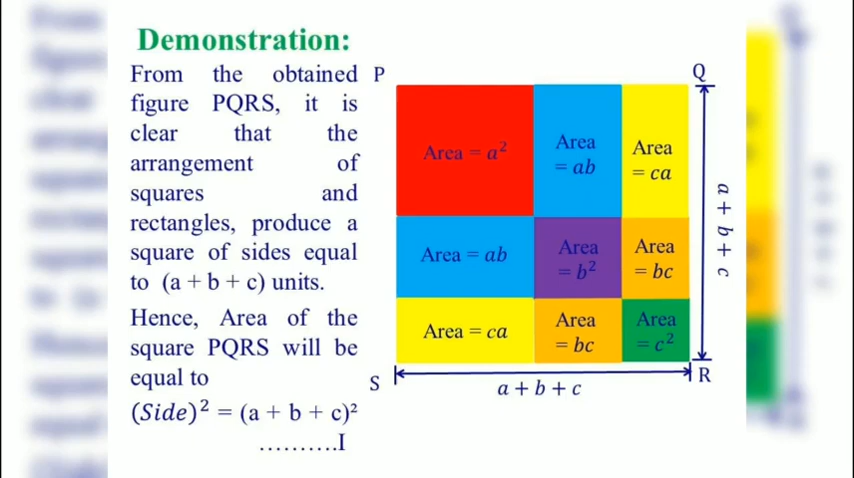 Demonstration:
From the obtained
figure PQRS, it is
clear that the
arrangement of
squares and
rectangles, produce a
square of sides equal
to (a + b + c) units.
Hence, Area of the
square PQRS will be
equal to
(Side)² = (a + b + c)²
..........I
P
Q
Area = a²
Area
= ab
Area
= ca
Area = ab
Area
= b²
Area
= bc
Area = ca
Area
= bc
Area
= c²
a + b + c
S
R
a + b + c